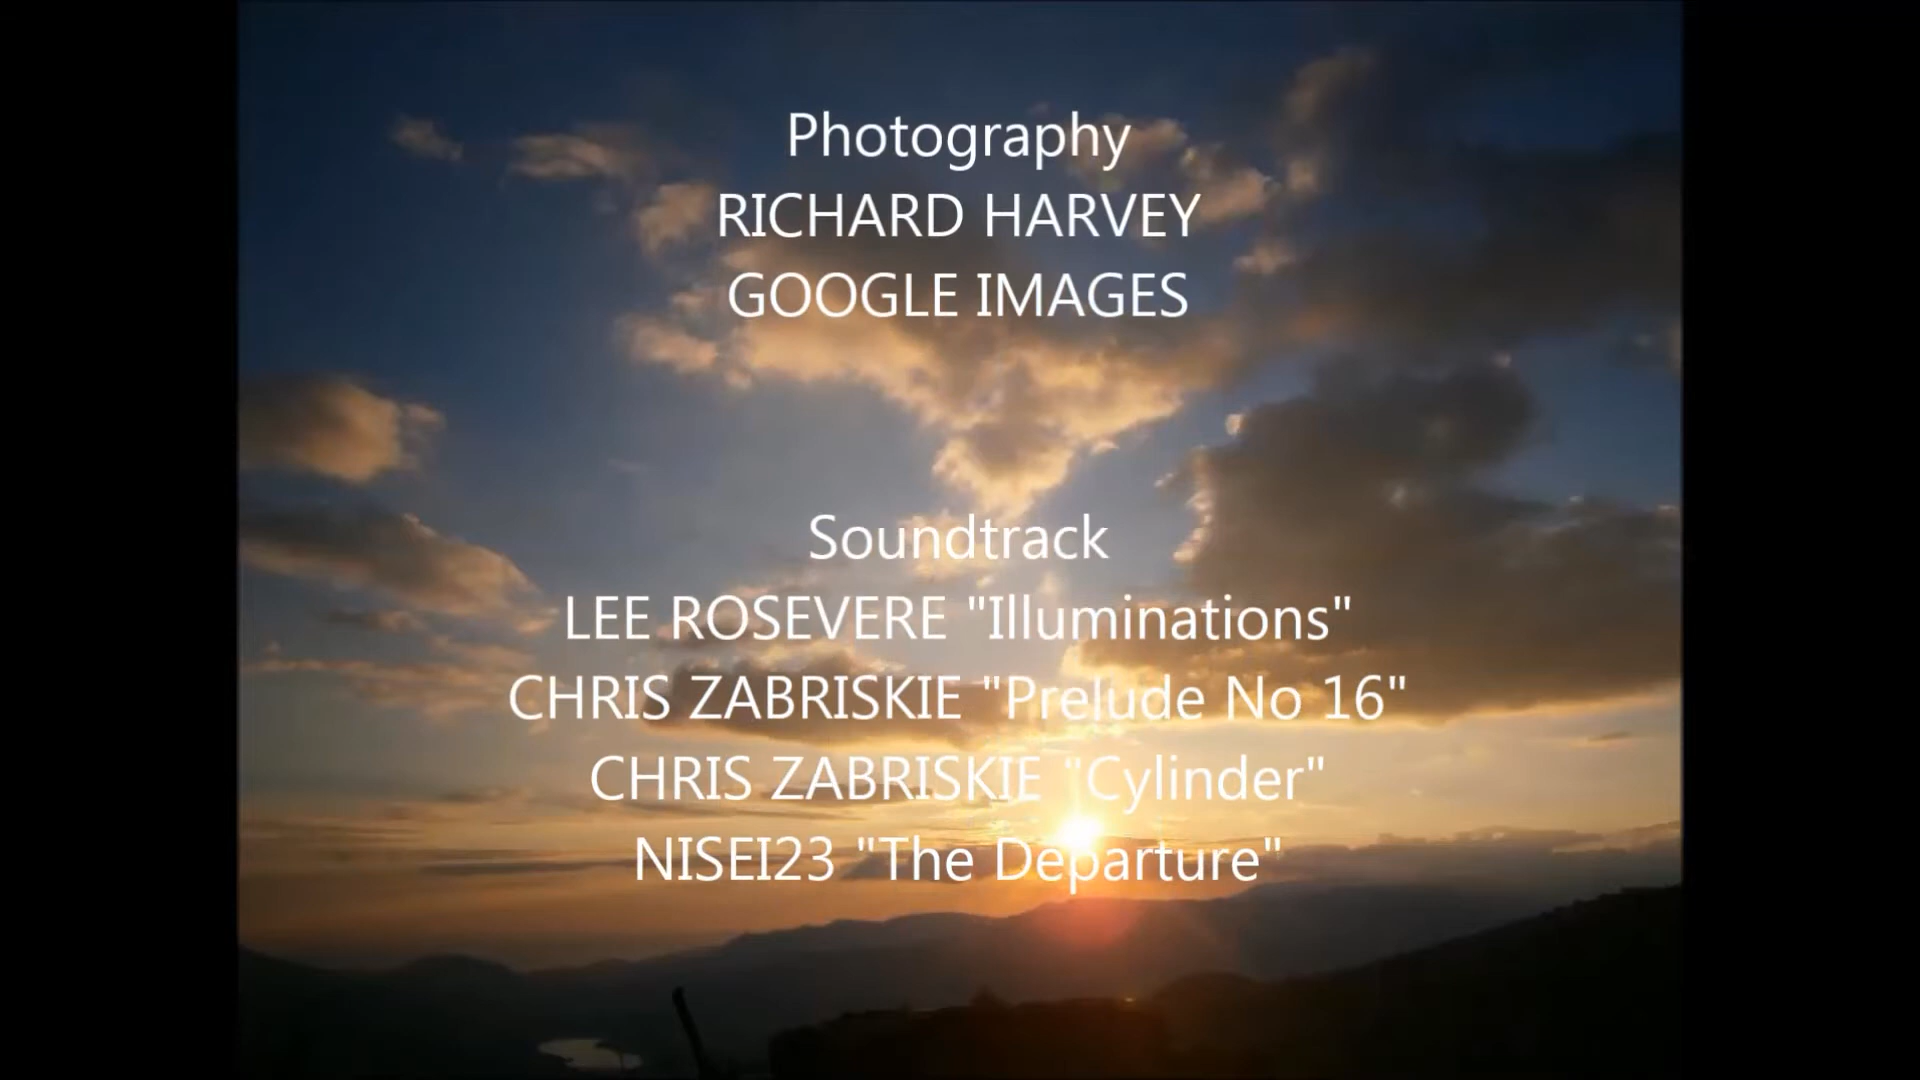 Photography
RICHARD HARVEY
GOOGLE IMAGES
Soundtrack
LEE ROSEVERE "Illuminations"
CHRIS ZABRISKIE "Prelude No 16"
CHRIS ZABRISKIE "Cylinder"
NISEI23 "The Departure"